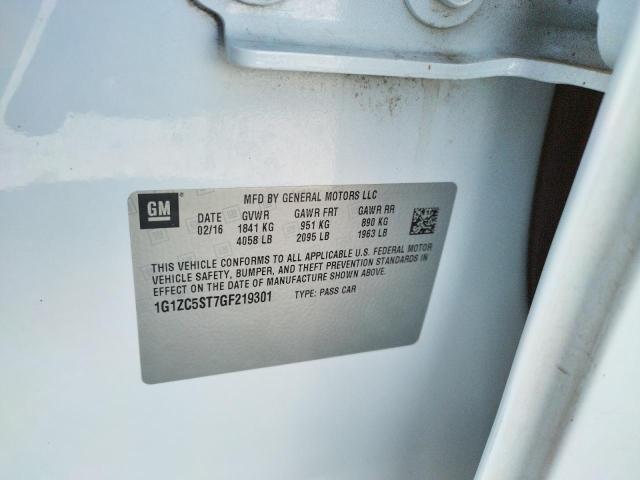 GM
MFD BY GENERAL MOTORS LLC
DATE GVWR GAWR FRT GAWR RR
02/16 1841 KG 951 KG 890 KG
4058 LB 2095 LB 1963 LB
THIS VEHICLE CONFORMS TO ALL APPLICABLE U.S. FEDERAL MOTOR
VEHICLE SAFETY, BUMPER, AND THEFT PREVENTION STANDARDS IN
EFFECT ON THE DATE OF MANUFACTURE SHOWN ABOVE.
1G1ZC5ST7GF219301 TYPE: PASS CAR